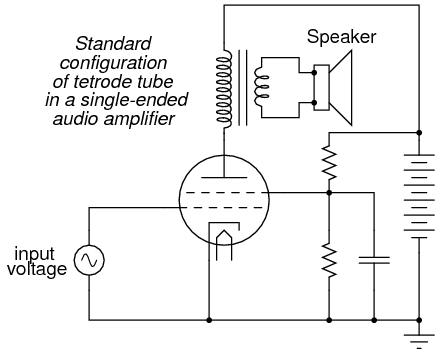 Standard
configuration
of tetrode tube
in a single-ended
audio amplifier
Speaker
input
voltage